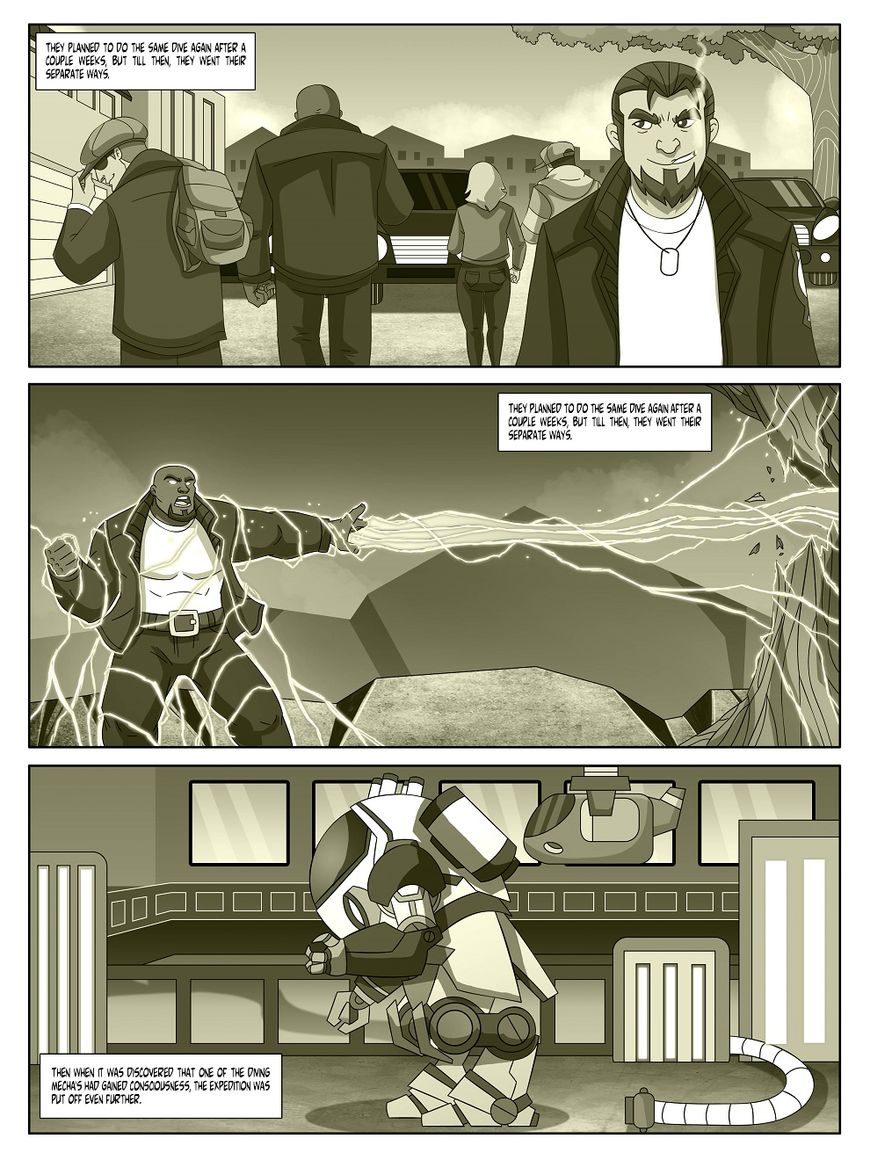 THEY PLANNED TO DO THE SAME DIVE AGAIN AFTER A
COUPLE WEEKS, BUT TILL THEN, THEY WENT THEIR
SEPARATE WAYS.
THEY PLANNED TO DO THE SAME DIVE AGAIN AFTER A
COUPLE WEEKS, BUT TILL THEN, THEY WENT THEIR
SEPARATE WAYS.
THEN WHEN IT WAS DISCOVERED THAT ONE OF THE DIVING
MECHA'S HAD GAINED CONSCIOUSNESS, THE EXPEDITION WAS
PUT OFF EVEN FURTHER.